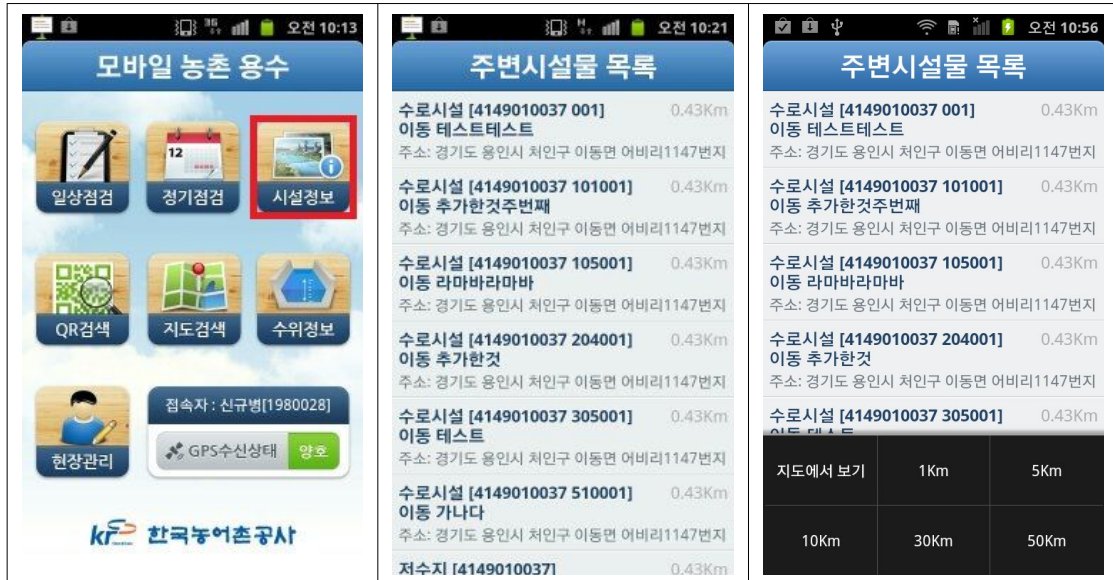 오전 10:13
모바일 농촌 용수
12
일상점검
정기점검
시설정보
QR검색
지도검색
수위정보
접속자 : 신규병[1980028]
현장관리
GPS수신상태
양호
한국농어촌공사
오전 10:21
주변시설물 목록
수로시설 [4149010037 001] 0.43Km
이동 테스트테스트
주소: 경기도 용인시 처인구 이동면 어비리1147번지
수로시설 [4149010037 101001] 0.43Km
이동 추가한것주번째
주소: 경기도 용인시 처인구 이동면 어비리1147번지
수로시설 [4149010037 105001] 0.43Km
이동 라마바라마바
주소: 경기도 용인시 처인구 이동면 어비리1147번지
수로시설 [4149010037 204001] 0.43Km
이동 추가한것
주소: 경기도 용인시 처인구 이동면 어비리1147번지
수로시설 [4149010037 305001] 0.43Km
이동 테스트
주소: 경기도 용인시 처인구 이동면 어비리1147번지
수로시설 [4149010037 510001] 0.43Km
이동 가나다
주소: 경기도 용인시 처인구 이동면 어비리1147번지
저수지 [4149010037] 0.43Km
오전 10:56
주변시설물 목록
수로시설 [4149010037 001] 0.43Km
이동 테스트테스트
주소: 경기도 용인시 처인구 이동면 어비리1147번지
수로시설 [4149010037 101001] 0.43Km
이동 추가한것주번째
주소: 경기도 용인시 처인구 이동면 어비리1147번지
수로시설 [4149010037 105001] 0.43Km
이동 라마바라마바
주소: 경기도 용인시 처인구 이동면 어비리1147번지
수로시설 [4149010037 204001] 0.43Km
이동 추가한것
주소: 경기도 용인시 처인구 이동면 어비리1147번지
수로시설 [4149010037 305001] 0.43Km
이동 테스트
지도에서 보기
1Km
5Km
10Km
30Km
50Km